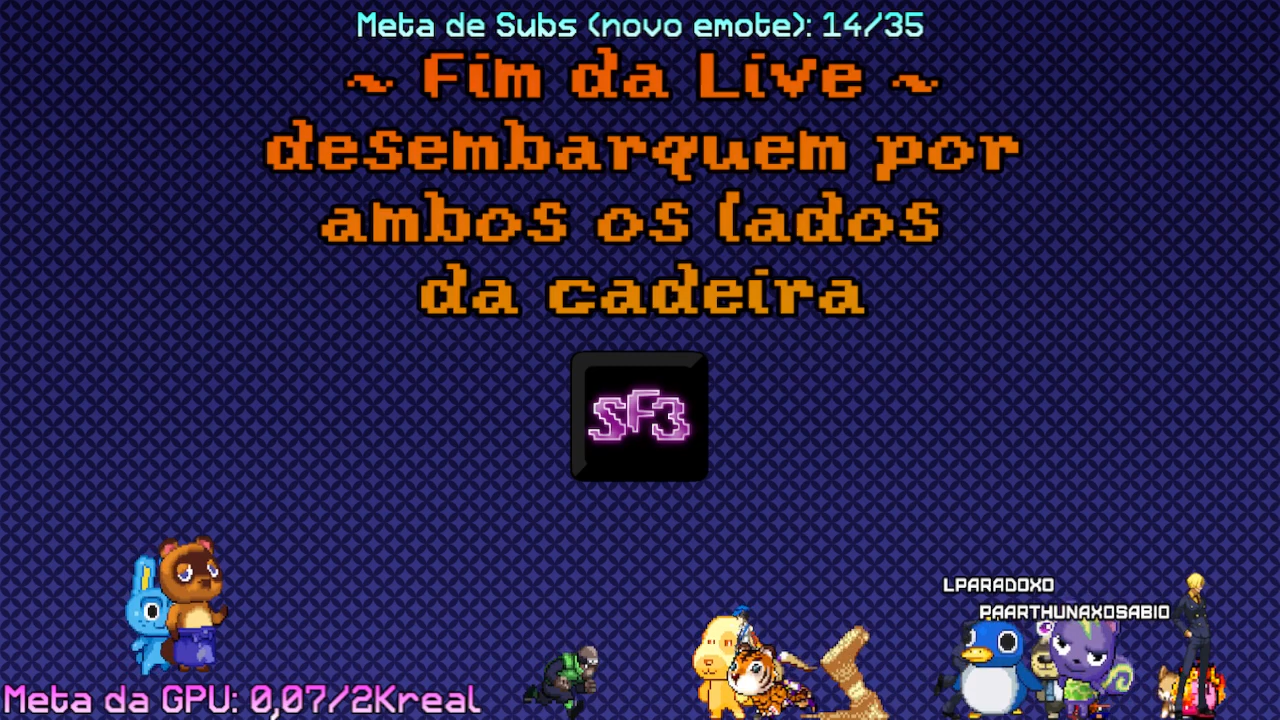 Meta de Subs (novo emote): 14/35
~ Fim da Live ~
desembarquem por
ambos os lados
da cadeira
SF3
LPARADOXO
PAARTHUNAXOSABIO
Meta da GPU: 0,07/2Kreal